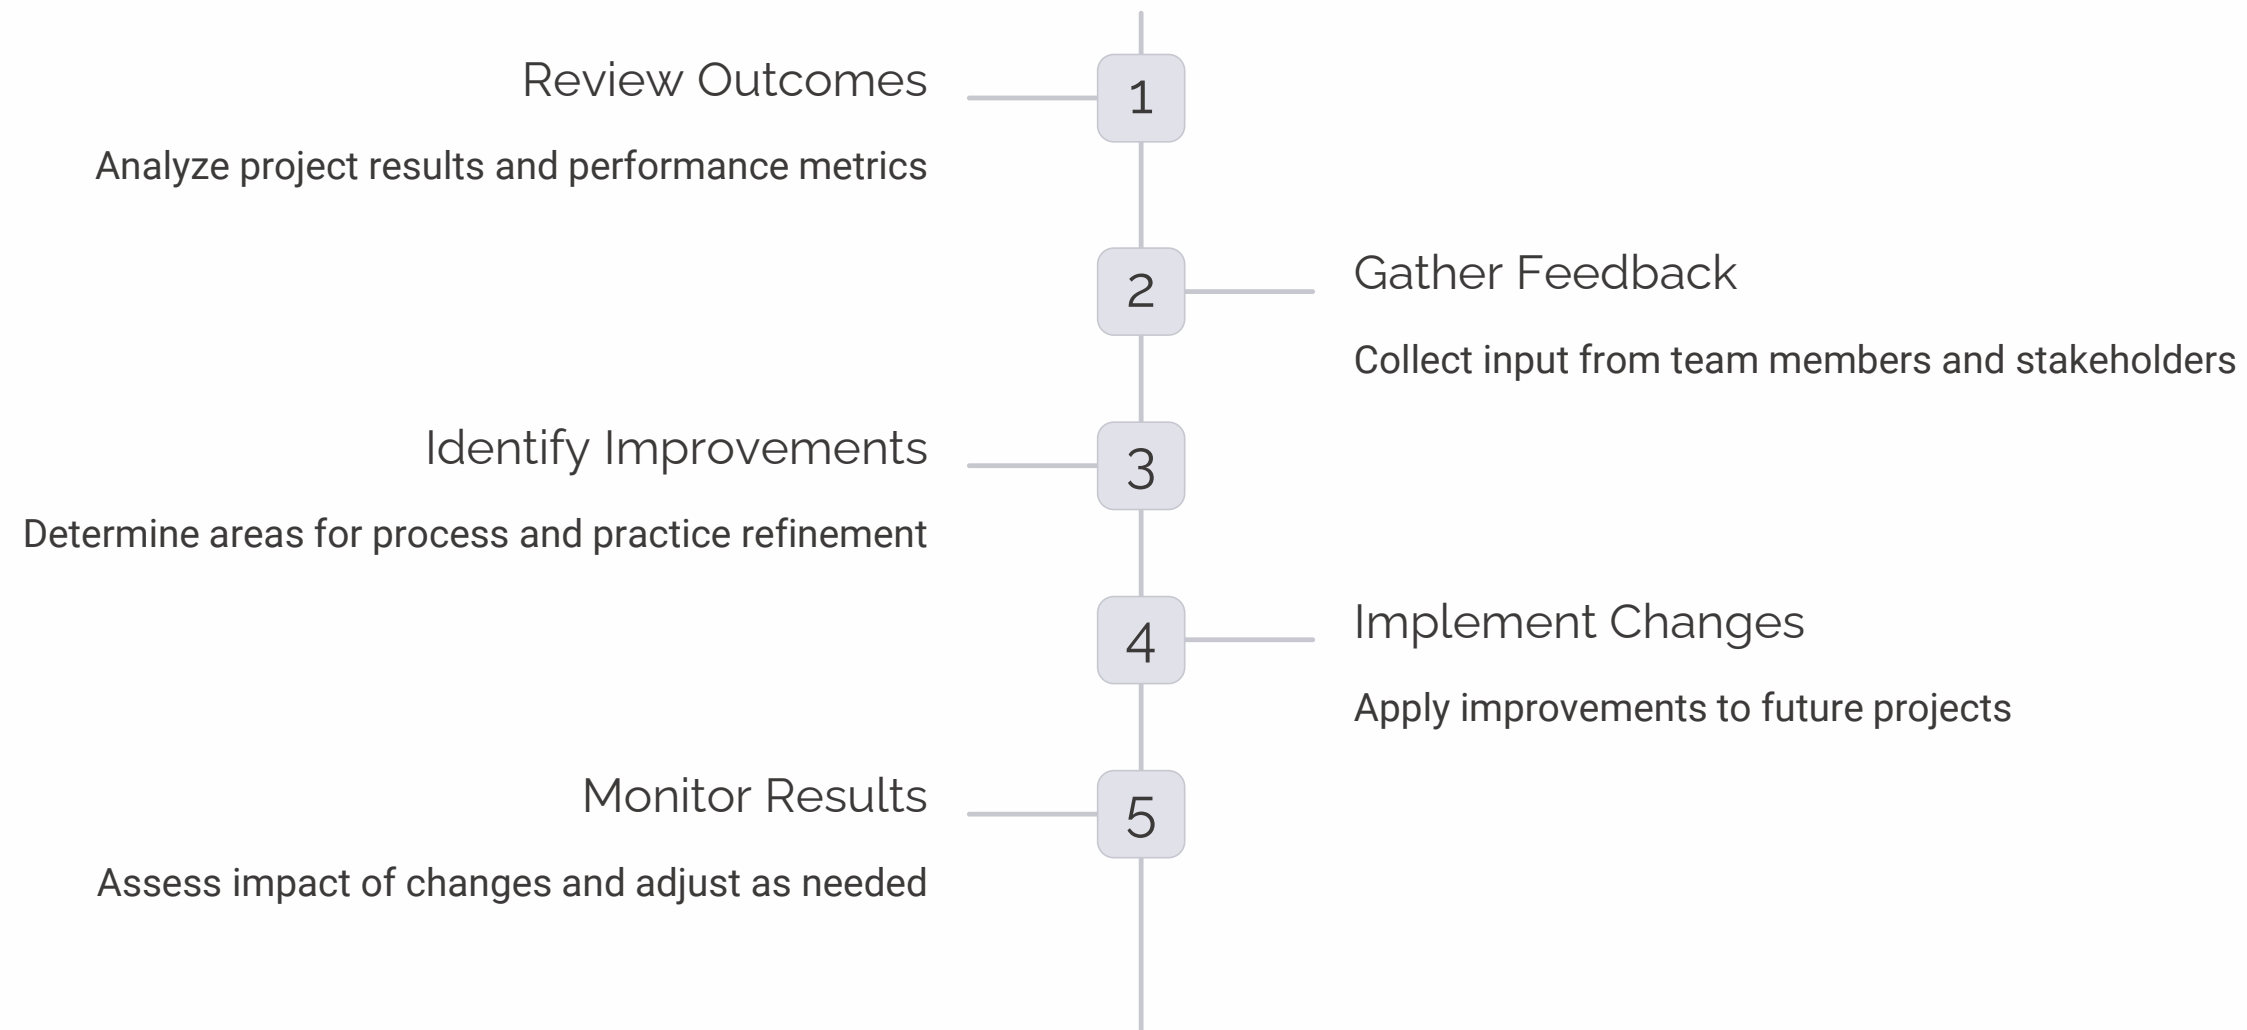 Review Outcomes
1
Analyze project results and performance metrics
2
Gather Feedback
Collect input from team members and stakeholders
Identify Improvements
3
Determine areas for process and practice refinement
4
Implement Changes
Apply improvements to future projects
Monitor Results
5
Assess impact of changes and adjust as needed